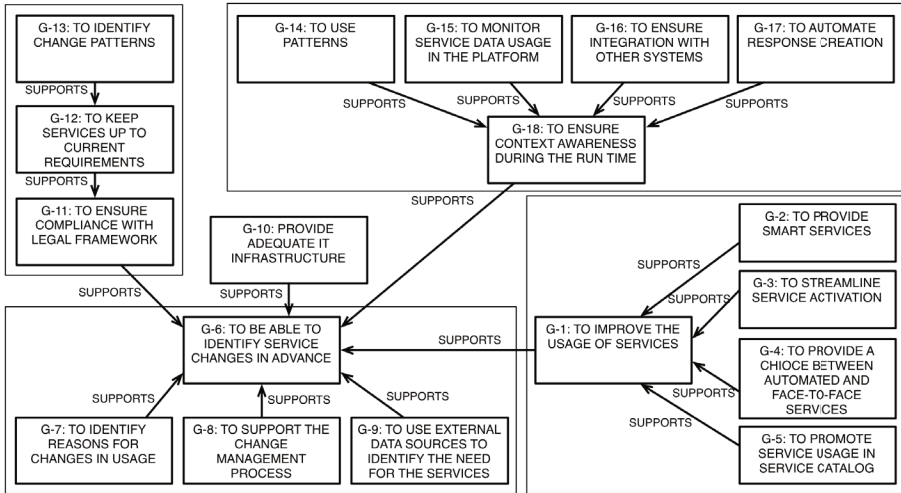 G-13: TO IDENTIFY
CHANGE PATTERNS
SUPPORTS
G-12: TO KEEP
SERVICES UP TO
CURRENT
REQUIREMENTS
SUPPORTS
G-11: TO ENSURE
COMPLIANCE WITH
LEGAL FRAMEWORK
SUPPORTS
G-14: TO USE
PATTERNS
G-15: TO MONITOR
SERVICE DATA USAGE
IN THE PLATFORM
G-16: TO ENSURE
INTEGRATION WITH
OTHER SYSTEMS
G-17: TO AUTOMATE
RESPONSE CREATION
SUPPORTS
SUPPORTS
SUPPORTS
SUPPORTS
G-18: TO ENSURE
CONTEXT AWARENESS
DURING THE RUN TIME
SUPPORTS
G-10: PROVIDE
ADEQUATE IT
INFRASTRUCTURE
SUPPORTS
G-6: TO BE ABLE TO
IDENTIFY SERVICE
CHANGES IN ADVANCE
SUPPORTS
SUPPORTS
SUPPORTS
G-7: TO IDENTIFY
REASONS FOR
CHANGES IN USAGE
G-8: TO SUPPORT THE
CHANGE
MANAGEMENT
PROCESS
G-9: TO USE EXTERNAL
DATA SOURCES TO
IDENTIFY THE NEED
FOR THE SERVICES
SUPPORTS
G-1: TO IMPROVE THE
USAGE OF SERVICES
SUPPORTS
SUPPORTS
SUPPORTS
SUPPORTS
G-2: TO PROVIDE
SMART SERVICES
G-3: TO STREAMLINE
SERVICE ACTIVATION
G-4: TO PROVIDE A
CHIOCE BETWEEN
AUTOMATED AND
FACE-T0-FACE
SERVICES
G-5: TO PROMOTE
SERVICE USAGE IN
SERVICE CATALOG